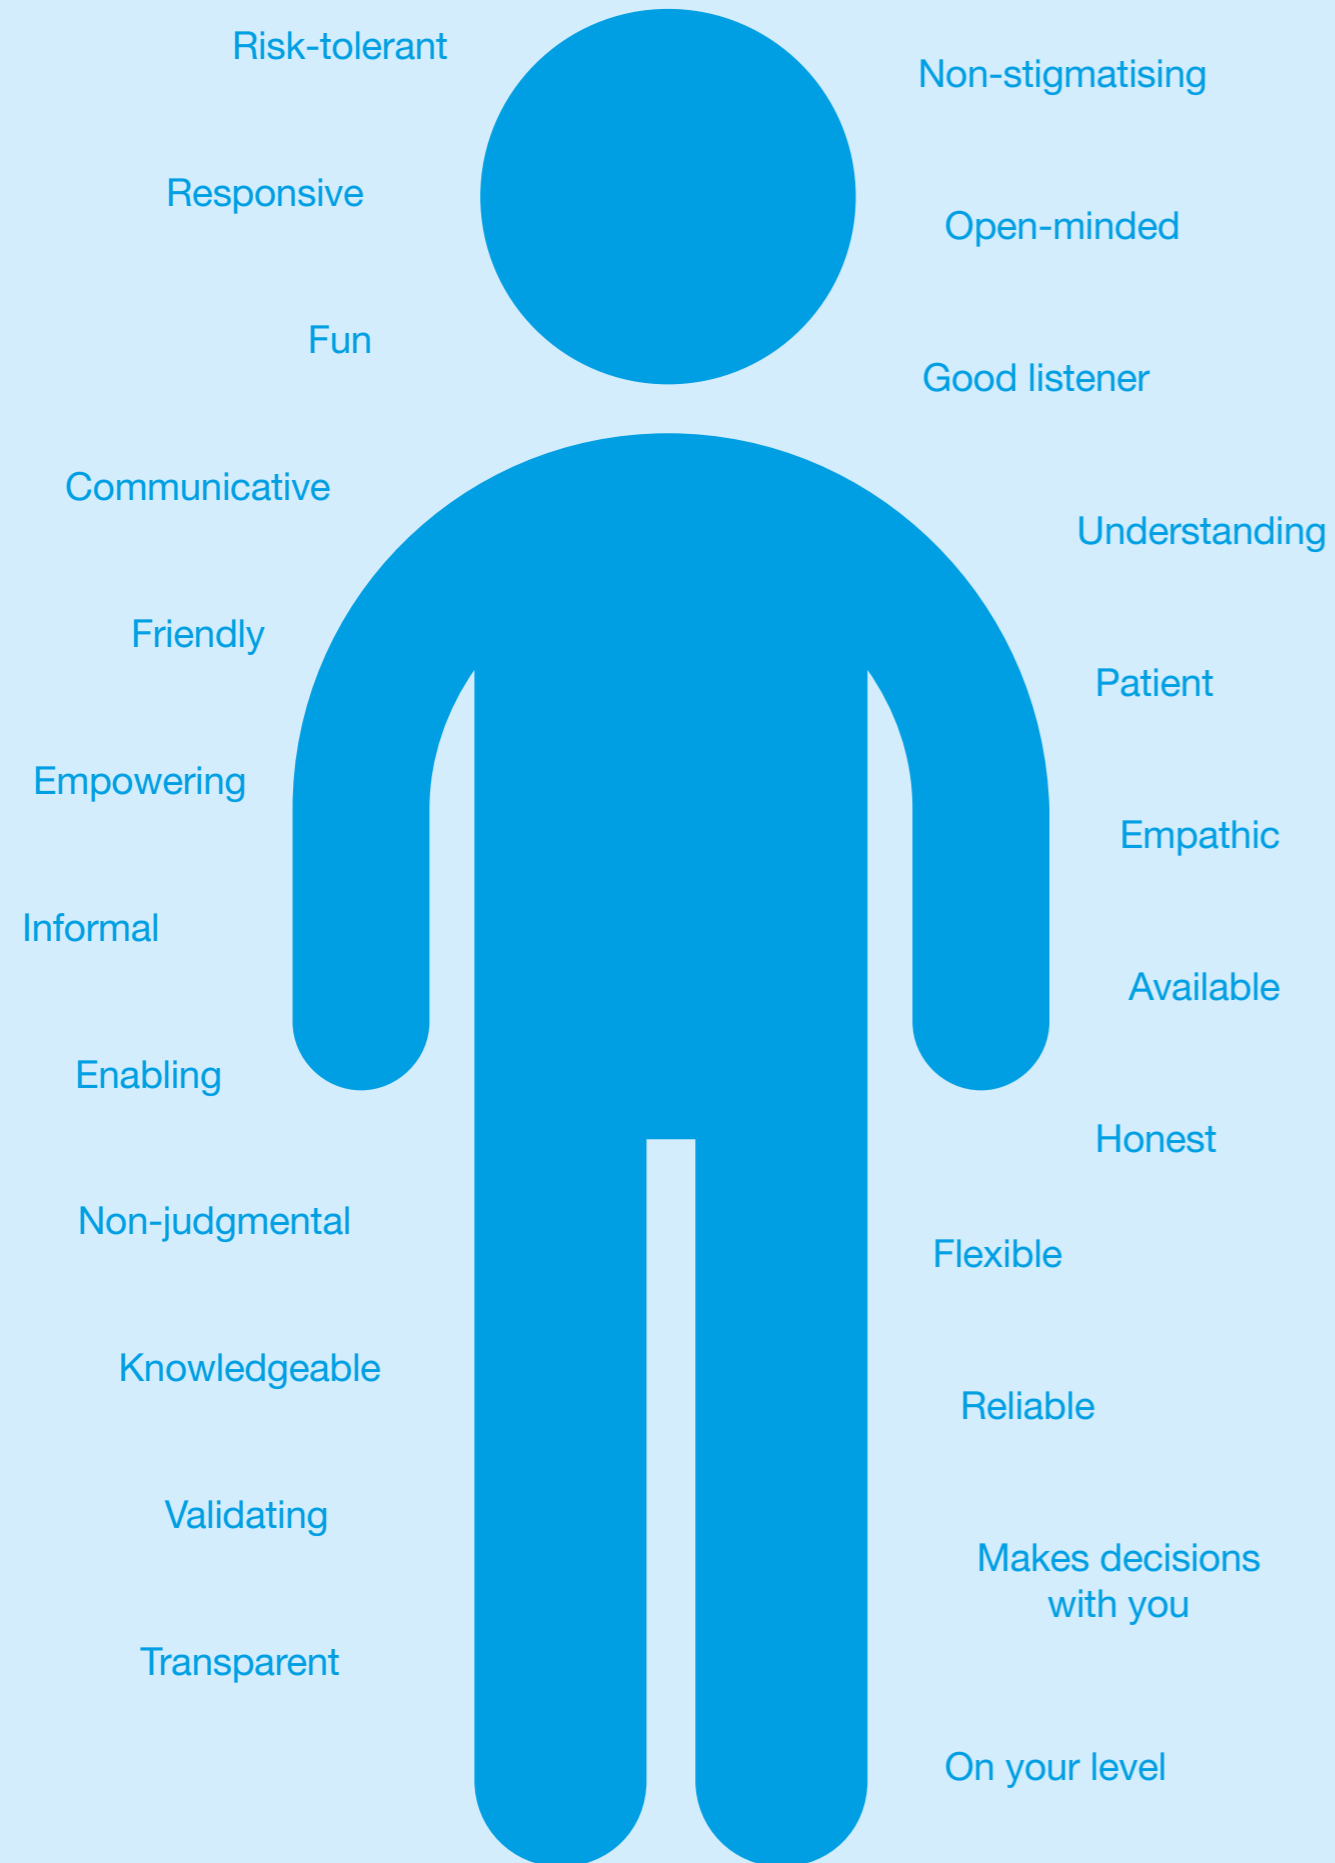 Risk-tolerant
Responsive
Fun
Communicative
Friendly
Empowering
Informal
Enabling
Non-judgmental
Knowledgeable
Validating
Transparent
Non-stigmatising
Open-minded
Good listener
Understanding
Patient
Empathic
Available
Honest
Flexible
Reliable
Makes decisions
with you
On your level